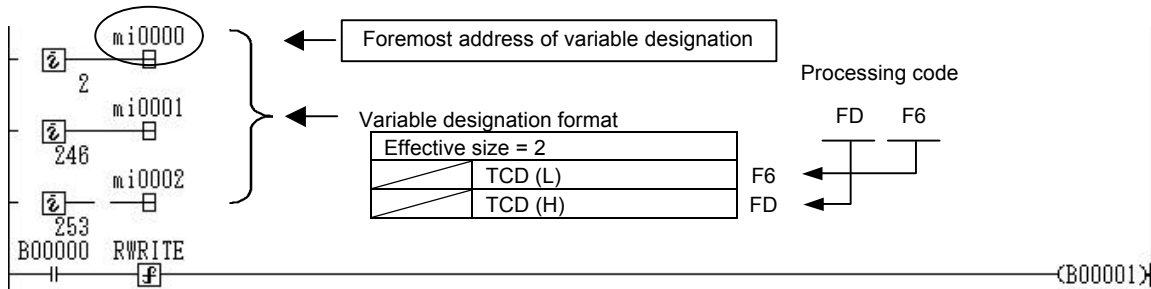 mi0000
Foremost address of variable designation
2
Processing code
mi0001
Variable designation format
FD F6
246
Effective size = 2
mi0002
TCD (L) F6
TCD (H) FD
253
B00000 RWRITE
(B00001)